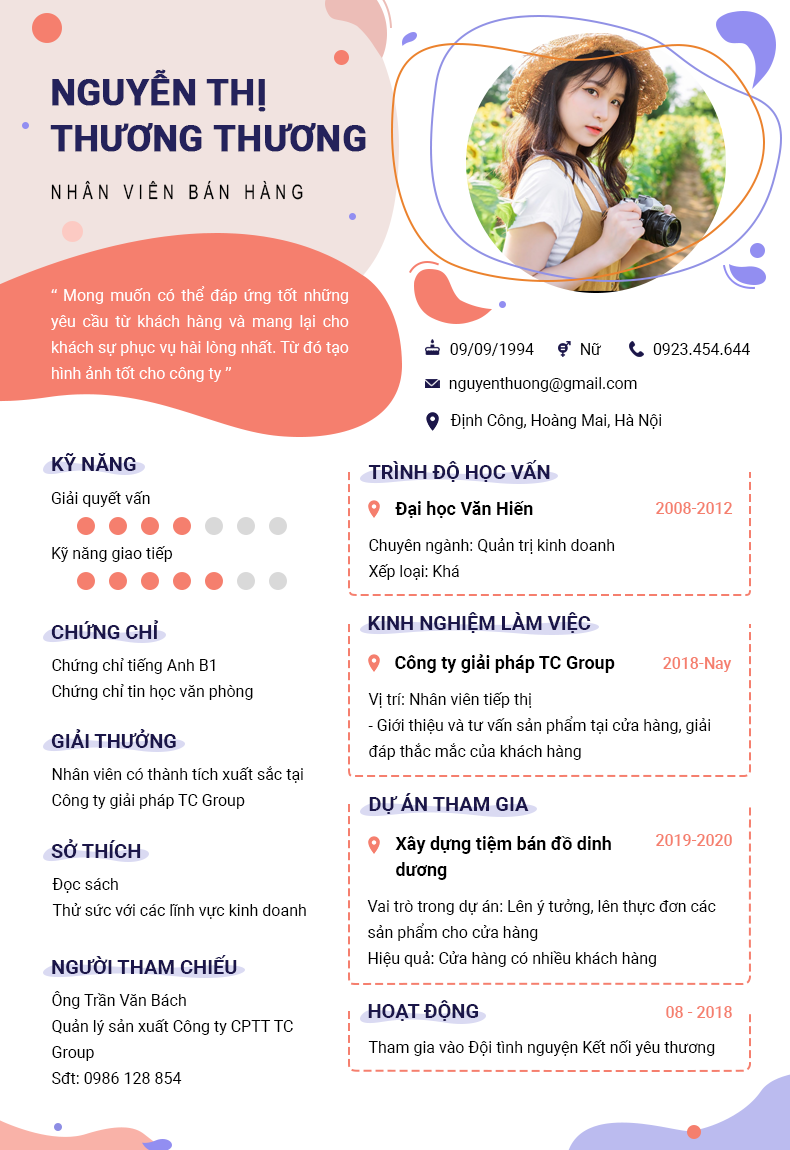 NGUYỄN THỊ
THƯƠNG THƯƠNG
NHÂN VIÊN BÁN HÀNG
“ Mong muốn có thể đáp ứng tốt những
yêu cầu từ khách hàng và mang lại cho
khách sự phục vụ hài lòng nhất. Từ đó tạo
hình ảnh tốt cho công ty ”
09/09/1994 Nữ 0923.454.644
nguyenthuong@gmail.com
Định Công, Hoàng Mai, Hà Nội
KỸ NĂNG
Giải quyết vấn
Kỹ năng giao tiếp
CHỨNG CHỈ
Chứng chỉ tiếng Anh B1
Chứng chỉ tin học văn phòng
GIẢI THƯỞNG
Nhân viên có thành tích xuất sắc tại
Công ty giải pháp TC Group
SỞ THÍCH
Đọc sách
Thử sức với các lĩnh vực kinh doanh
NGƯỜI THAM CHIẾU
Ông Trần Văn Bách
Quản lý sản xuất Công ty CPTT TC
Group
Sđt: 0986 128 854
TRÌNH ĐỘ HỌC VẤN
Đại học Văn Hiến 2008-2012
Chuyên ngành: Quản trị kinh doanh
Xếp loại: Khá
KINH NGHIỆM LÀM VIỆC
Công ty giải pháp TC Group 2018-Nay
Vị trí: Nhân viên tiếp thị
- Giới thiệu và tư vấn sản phẩm tại cửa hàng, giải
đáp thắc mắc của khách hàng
DỰ ÁN THAM GIA
Xây dựng tiệm bán đồ dinh 2019-2020
dương
Vai trò trong dự án: Lên ý tưởng, lên thực đơn các
sản phẩm cho cửa hàng
Hiệu quả: Cửa hàng có nhiều khách hàng
HOẠT ĐỘNG 08 - 2018
Tham gia vào Đội tình nguyện Kết nối yêu thương